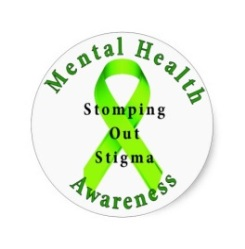 Mental Health
Stomping
Out
Stigma
Awareness